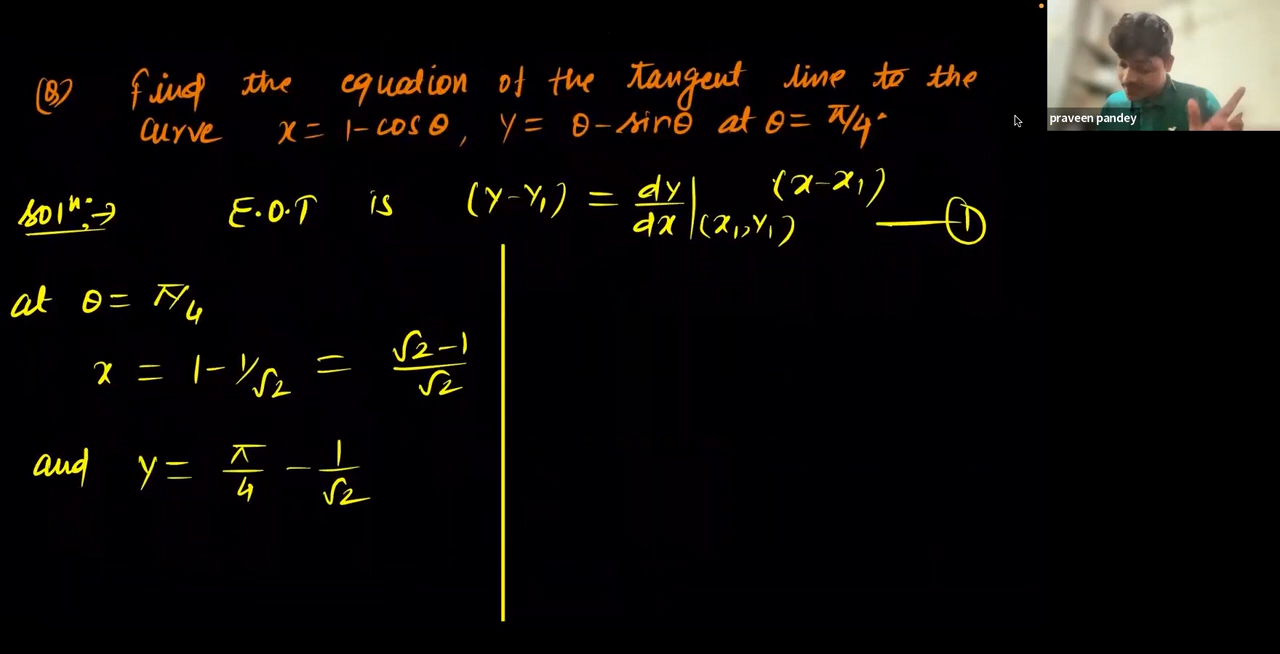 (Q) Find the equation of the tangent line to the
curve x = 1-cosθ, y = θ-sinθ at θ = π/4.
praveen pandey
Solⁿ:→ E.O.T is (y-y₁) = dy/dx|(x₁,y₁) (x-x₁) —— ①
at θ = π/4
x = 1 - 1/√2 = (√2-1)/√2
and y = π/4 - 1/√2